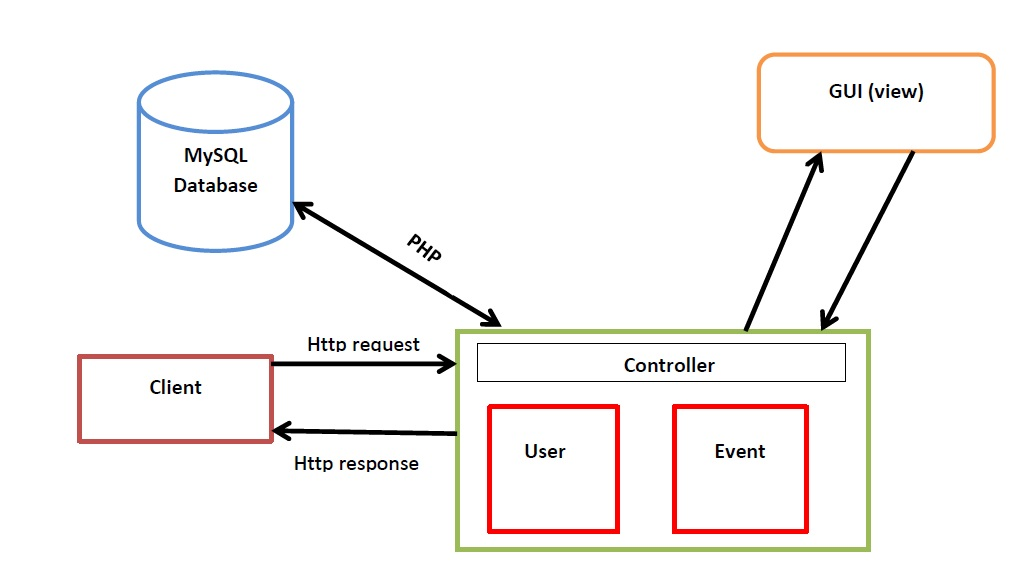 GUI (view)
MySQL
Database
PHP
Http request
Controller
Client
User
Event
Http response